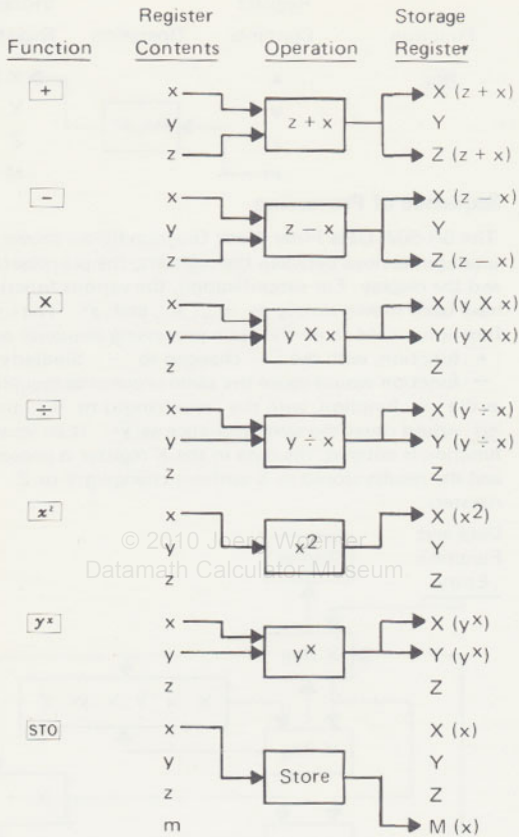 Register Storage
Function Contents Operation Register
+ x X (z + x)
y z + x Y
z Z (z + x)
− x X (z − x)
y z − x Y
z Z (z − x)
X x X (y X x)
y y X x Y (y X x)
z Z
÷ x X (y ÷ x)
y y ÷ x Y (y ÷ x)
z Z
x² x X (x²)
y x² Y
z Z
© 2010 Joerg Woerner
Datamath Calculator Museum
yˣ x X (yˣ)
y yˣ Y (yˣ)
z Z
STO x X (x)
y Y
z Store Z
m M (x)